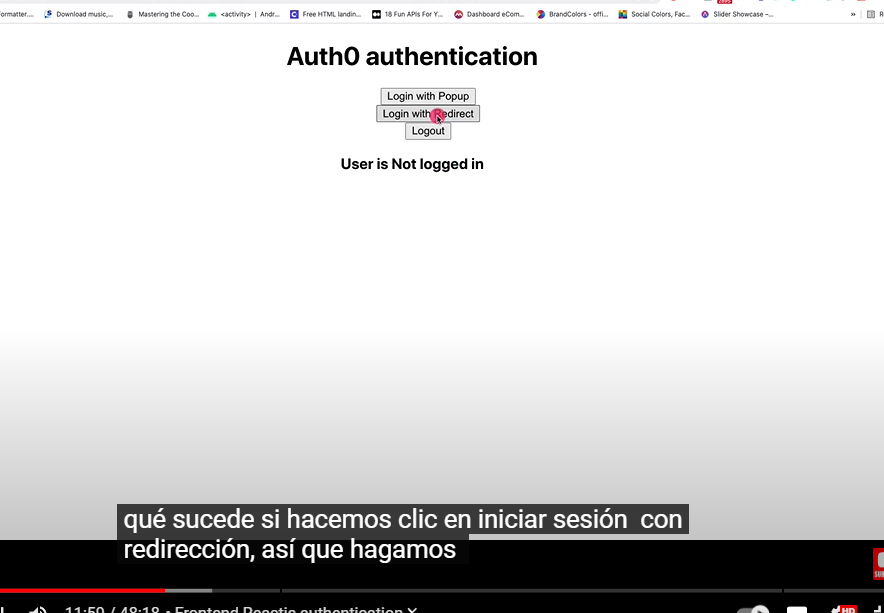 ormatter... Download music,... Mastering the Coo... <activity> | Andr... Free HTML landin... 18 Fun APIs For Y... Dashboard eCom... BrandColors - offi... Social Colors, Fac... Slider Showcase –... »
Auth0 authentication
Login with Popup
Login with Redirect
Logout
User is Not logged in
qué sucede si hacemos clic en iniciar sesión con
redirección, así que hagamos
11:59 / 48:18 • Frontend Reactjs authentication
HD